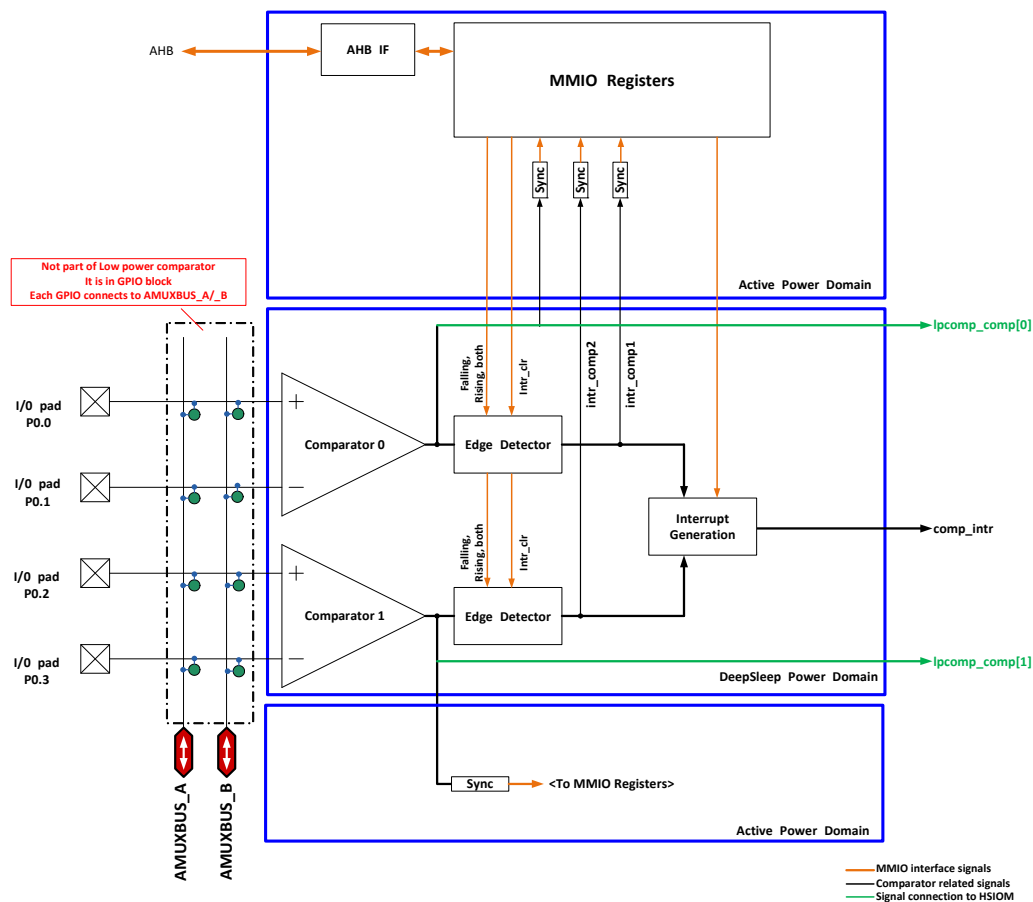 AHB
AHB IF
MMIO Registers
Sync
Sync
Sync
Active Power Domain
Not part of Low power comparator
It is in GPIO block
Each GPIO connects to AMUXBUS_A/_B
lpcomp_comp[0]
Falling,
Rising, both
Intr_clr
intr_comp2
intr_comp1
I/0 pad
P0.0
Comparator 0
Edge Detector
I/0 pad
P0.1
Interrupt
Generation
comp_intr
Falling,
Rising, both
Intr_clr
I/0 pad
P0.2
Comparator 1
Edge Detector
I/0 pad
P0.3
lpcomp_comp[1]
DeepSleep Power Domain
AMUXBUS_A
AMUXBUS_B
Sync
<To MMIO Registers>
Active Power Domain
MMIO interface signals
Comparator related signals
Signal connection to HSIOM